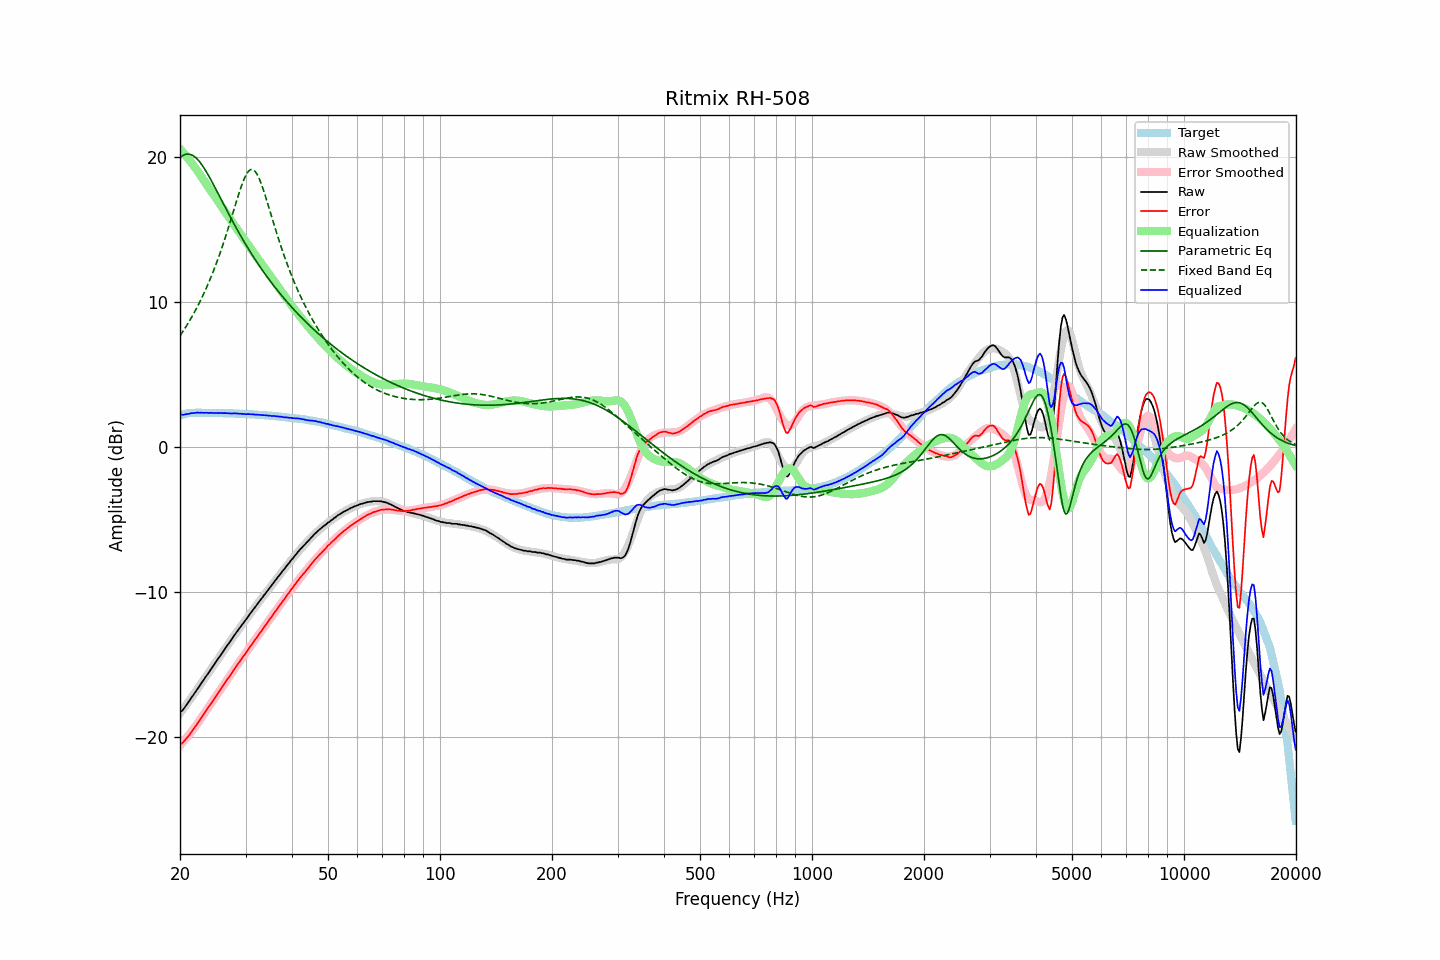 Ritmix RH-508
Amplitude (dBr)
20
10
0
−10
−20
Target
Raw Smoothed
Error Smoothed
Raw
Error
Equalization
Parametric Eq
Fixed Band Eq
Equalized
20 50 100 200 500 1000 2000 5000 10000 20000
Frequency (Hz)